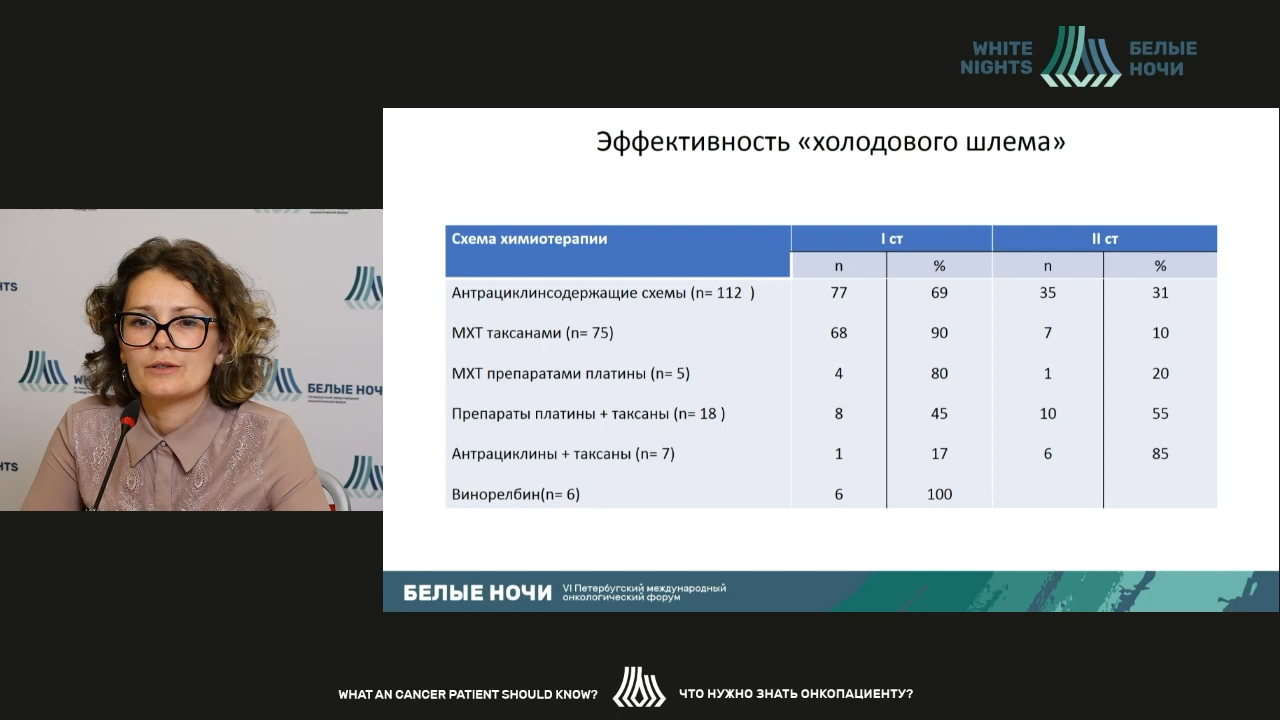 WHITE
NIGHTS
БЕЛЫЕ
НОЧИ
Эффективность «холодового шлема»
Схема химиотерапии I ст II ст
n % n %
Антрациклинсодержащие схемы (n= 112 ) 77 69 35 31
МХТ таксанами (n= 75) 68 90 7 10
МХТ препаратами платины (n= 5) 4 80 1 20
Препараты платины + таксаны (n= 18 ) 8 45 10 55
Антрациклины + таксаны (n= 7) 1 17 6 85
Винорелбин(n= 6) 6 100
БЕЛЫЕ НОЧИ
VI Петербугский международный
онкологический форум
WHAT AN CANCER PATIENT SHOULD KNOW?
ЧТО НУЖНО ЗНАТЬ ОНКОПАЦИЕНТУ?